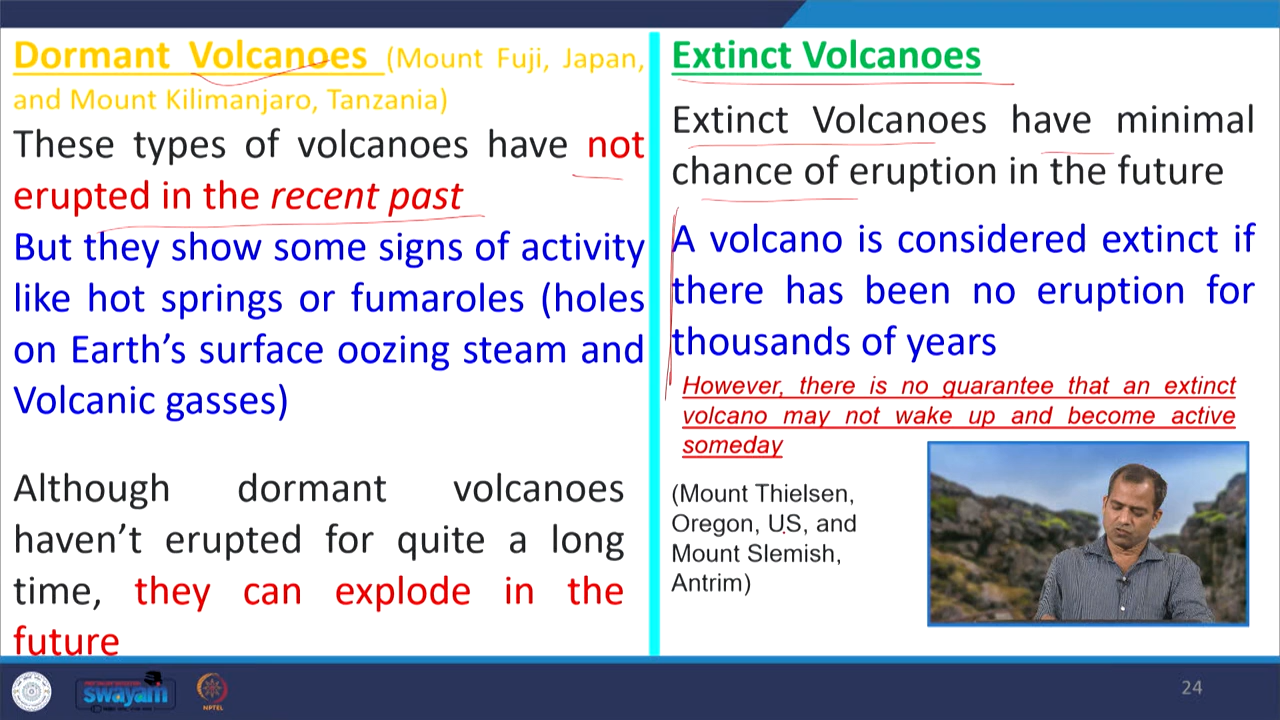 Dormant Volcanoes (Mount Fuji, Japan,
and Mount Kilimanjaro, Tanzania)
These types of volcanoes have not
erupted in the recent past
But they show some signs of activity
like hot springs or fumaroles (holes
on Earth’s surface oozing steam and
Volcanic gasses)
Although dormant volcanoes
haven’t erupted for quite a long
time, they can explode in the
future
Extinct Volcanoes
Extinct Volcanoes have minimal
chance of eruption in the future
A volcano is considered extinct if
there has been no eruption for
thousands of years
However, there is no guarantee that an extinct
volcano may not wake up and become active
someday
(Mount Thielsen,
Oregon, US, and
Mount Slemish,
Antrim)
swayam
NPTEL
24